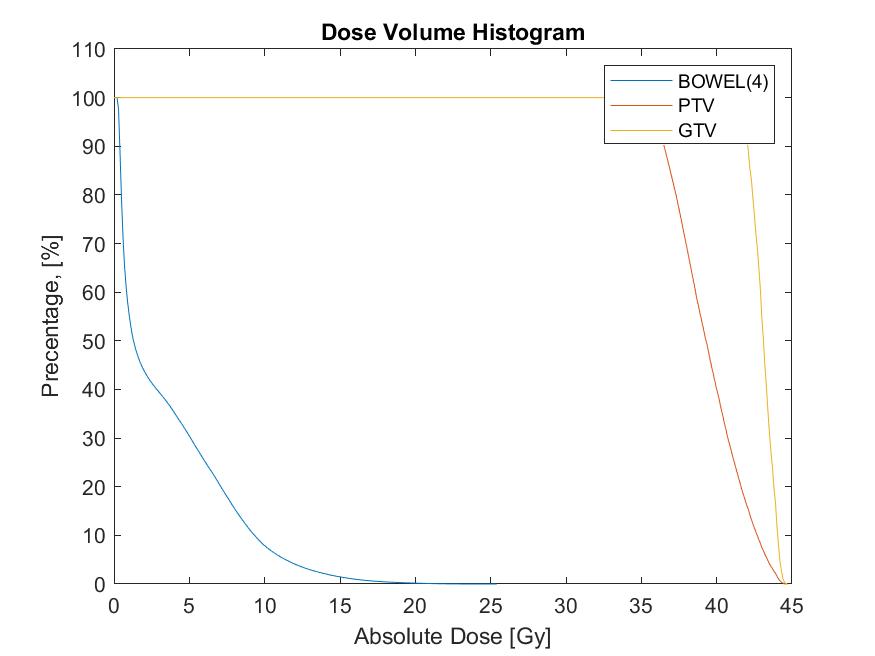 Dose Volume Histogram
110
100
90
80
70
60
50
40
30
20
10
0
Precentage, [%]
BOWEL(4)
PTV
GTV
0 5 10 15 20 25 30 35 40 45
Absolute Dose [Gy]